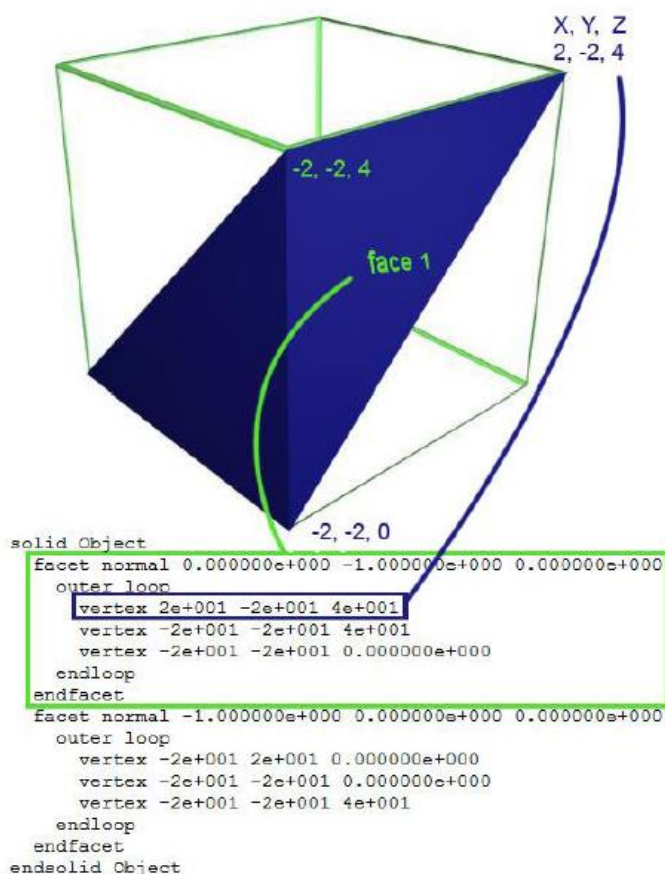 X, Y, Z
2, -2, 4
-2, -2, 4
face 1
-2, -2, 0
solid Object
facet normal 0.000000e+000 -1.000000e+000 0.000000e+000
outer loop
vertex 2e+001 -2e+001 4e+001
vertex -2e+001 -2e+001 4e+001
vertex -2e+001 -2e+001 0.000000e+000
endloop
endfacet
facet normal -1.000000e+000 0.000000e+000 0.000000e+000
outer loop
vertex -2e+001 2e+001 0.000000e+000
vertex -2e+001 -2e+001 0.000000e+000
vertex -2e+001 -2e+001 4e+001
endloop
endfacet
endsolid Object